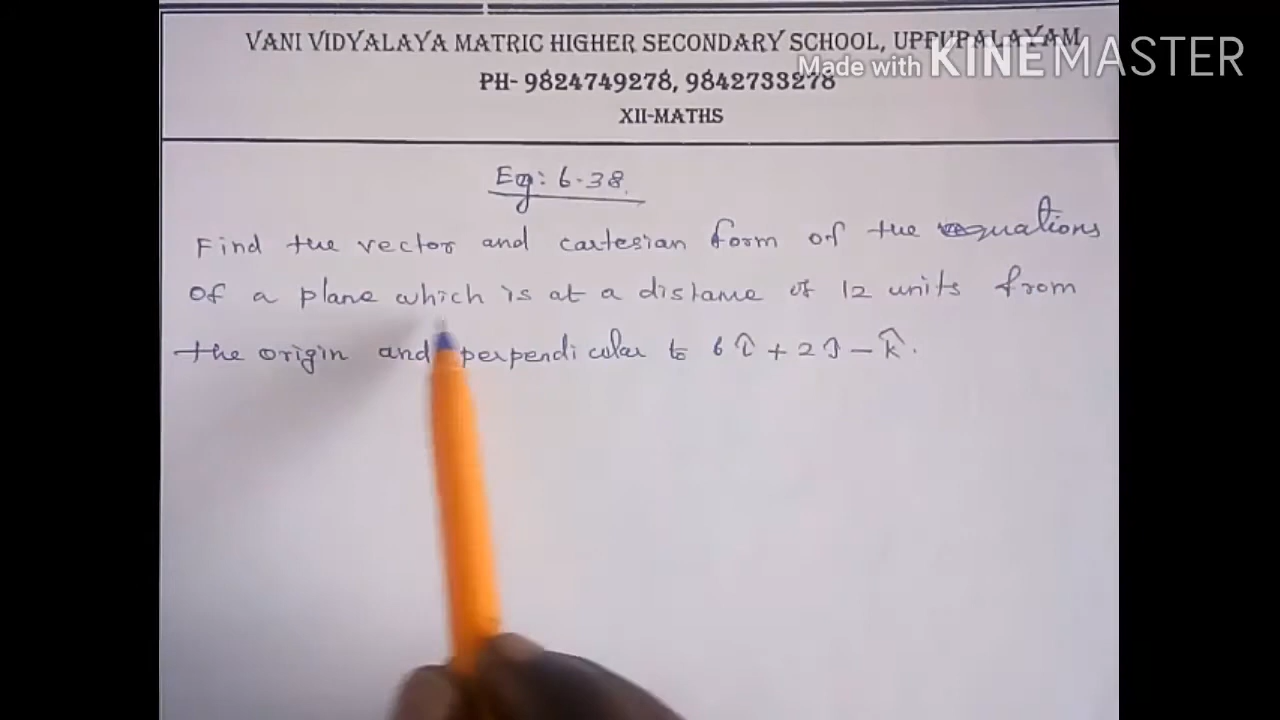 VANI VIDYALAYA MATRIC HIGHER SECONDARY SCHOOL, UPPUPALAYAM
Made with KINEMASTER
PH- 9824749278, 9842733278
XII-MATHS
Eg: 6.38.
Find the vector and cartesian form of the equations
of a plane which is at a distance of 12 units from
the origin and perpendicular to 6î + 2ĵ - k̂.